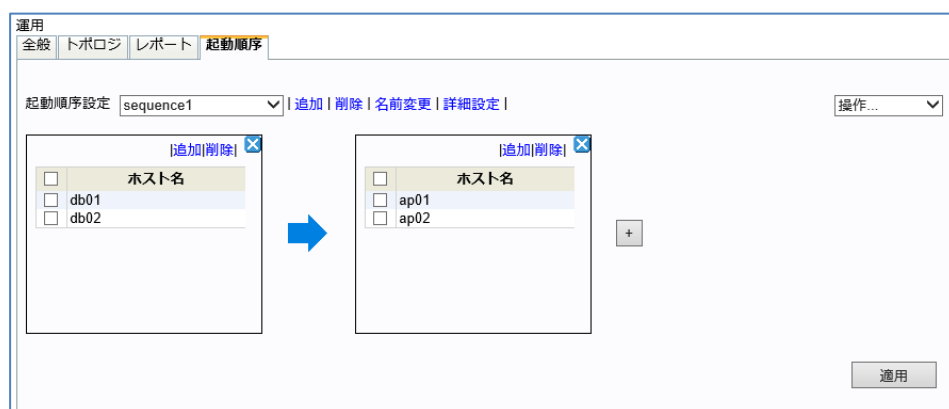 運用
全般 トポロジ レポート 起動順序
起動順序設定 sequence1 | 追加 | 削除 | 名前変更 | 詳細設定 | 操作...
|追加|削除| |追加|削除|
ホスト名 ホスト名
db01 ap01
db02 ap02
+
適用